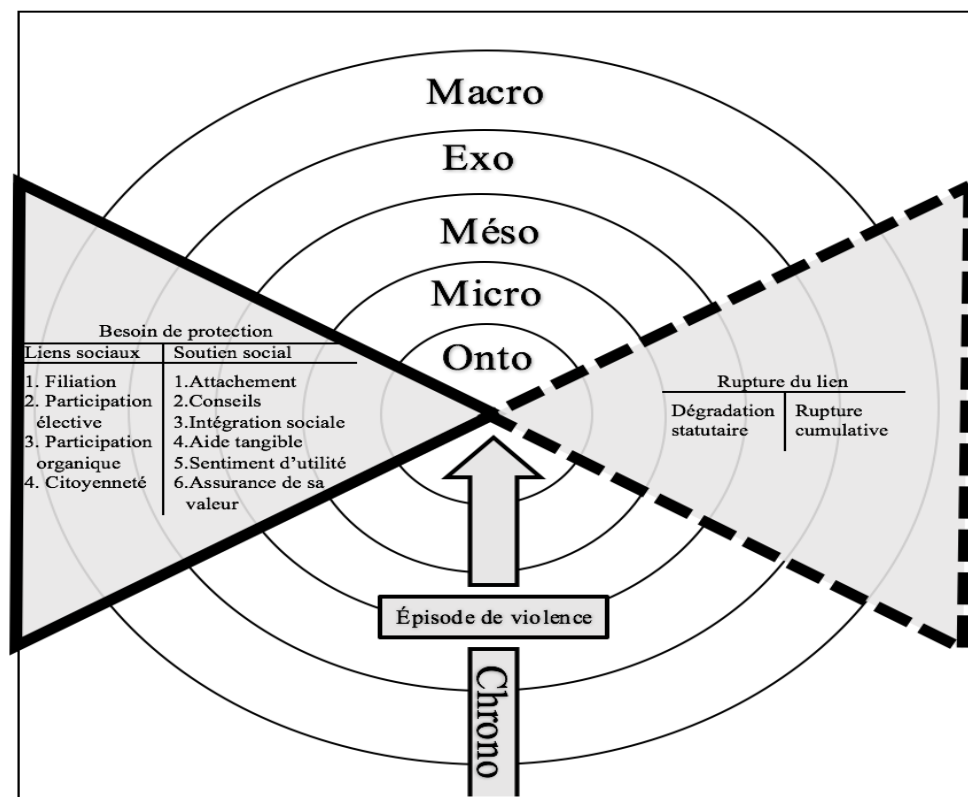 Macro
Exo
Méso
Micro
Onto
Besoin de protection
Liens sociaux
1. Filiation
2. Participation
élective
3. Participation
organique
4. Citoyenneté
Soutien social
1.Attachement
2.Conseils
3.Intégration sociale
4.Aide tangible
5.Sentiment d’utilité
6.Assurance de sa
valeur
Rupture du lien
Dégradation
statutaire
Rupture
cumulative
Épisode de violence
Chrono